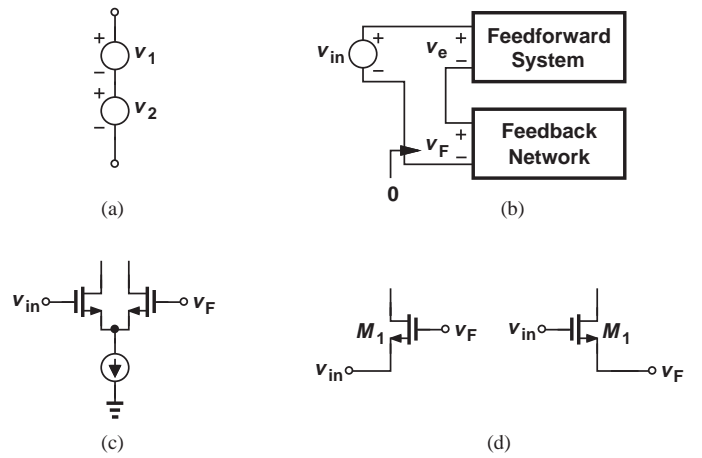 +
v1
−
+
v2
−
(a)
vin
+
−
ve
+
−
Feedforward
System
+
−
Feedback
Network
vF
0
(b)
vin
vF
(c)
M1
vF
vin
vin
M1
vF
(d)